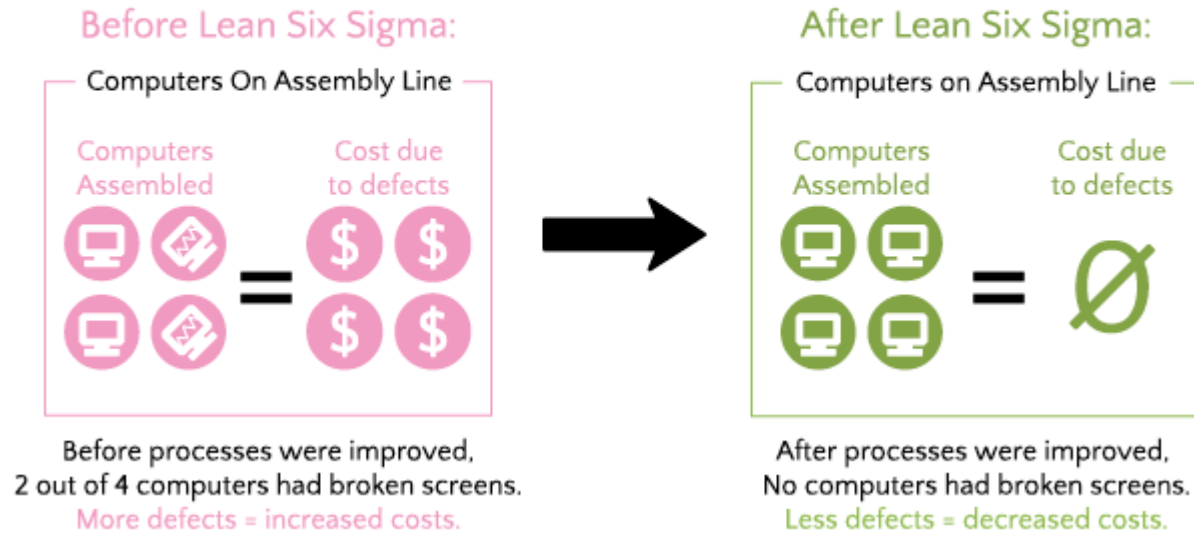 Before Lean Six Sigma:
Computers On Assembly Line
Computers
Assembled
Cost due
to defects
$ $
=
$ $
Before processes were improved,
2 out of 4 computers had broken screens.
More defects = increased costs.
After Lean Six Sigma:
Computers on Assembly Line
Computers
Assembled
Cost due
to defects
= Ø
After processes were improved,
No computers had broken screens.
Less defects = decreased costs.